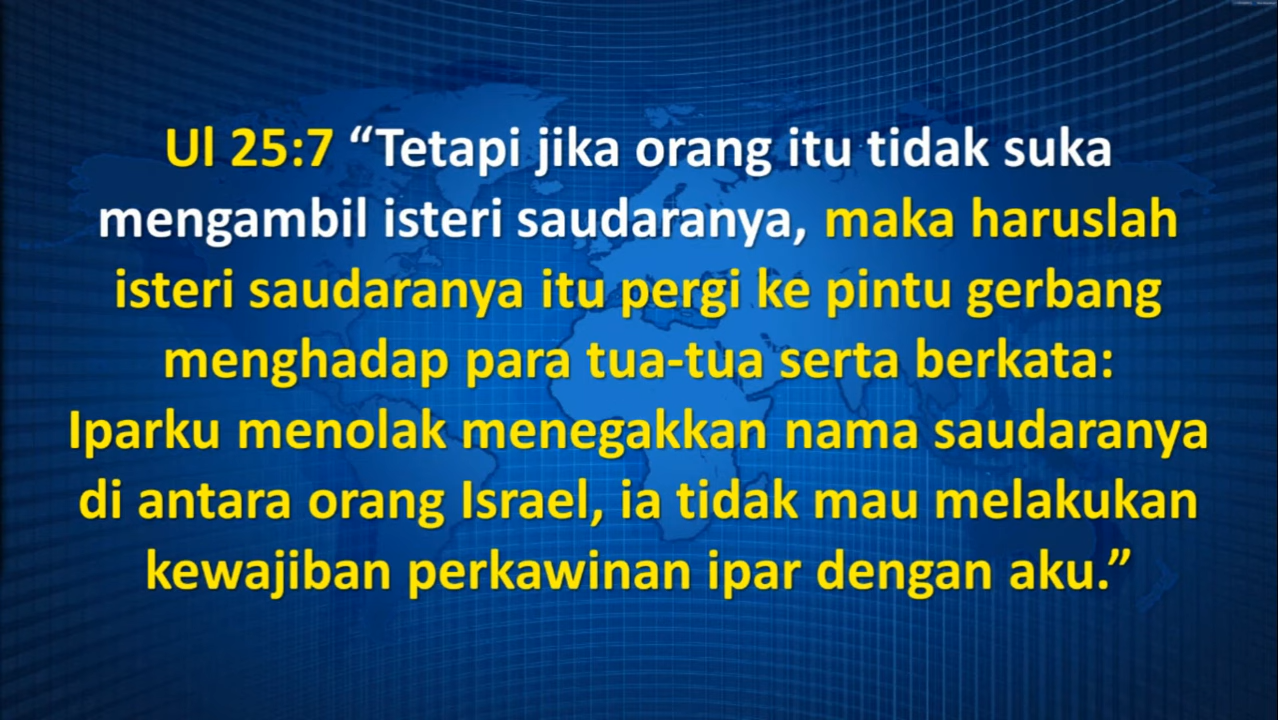 Ul 25:7 “Tetapi jika orang itu tidak suka
mengambil isteri saudaranya, maka haruslah
isteri saudaranya itu pergi ke pintu gerbang
menghadap para tua-tua serta berkata:
Iparku menolak menegakkan nama saudaranya
di antara orang Israel, ia tidak mau melakukan
kewajiban perkawinan ipar dengan aku.”